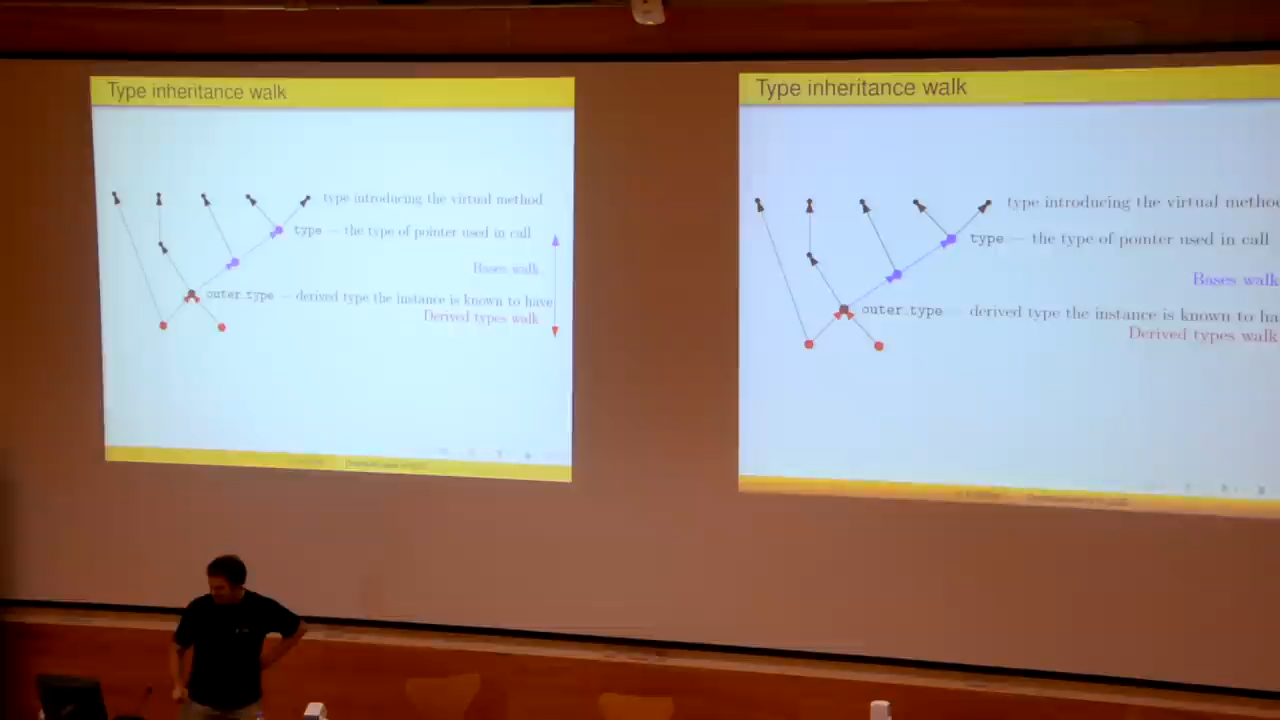 Type inheritance walk
type introducing the virtual method
type — the type of pointer used in call
Bases walk
outer_type — derived type the instance is known to have
Derived types walk
Type inheritance walk
type introducing the virtual metho
type — the type of pointer used in call
Bases walk
outer_type — derived type the instance is known to ha
Derived types walk